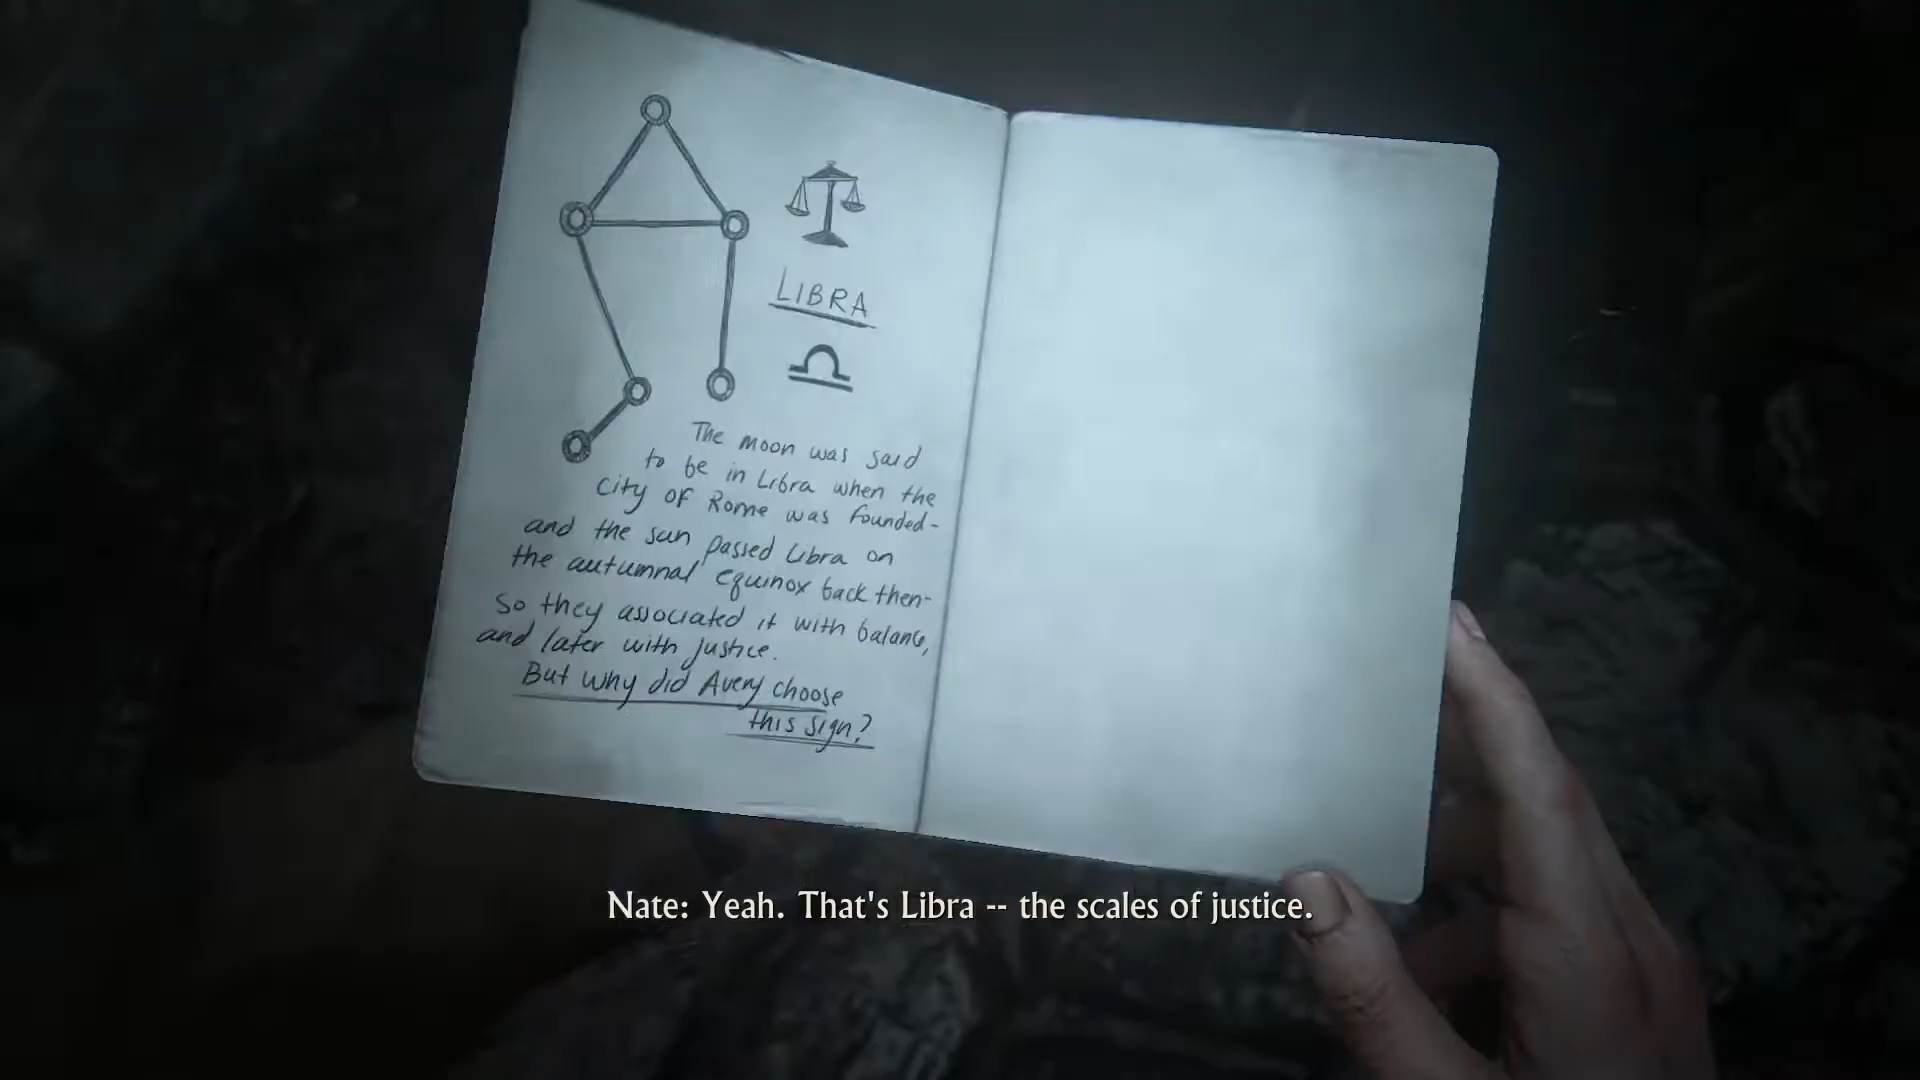 LIBRA
The moon was said
to be in Libra when the
City of Rome was founded-
and the sun passed Libra on
the autumnal equinox back then-
So they associated it with balance,
and later with justice.
But why did Avery choose
this sign?
Nate: Yeah. That's Libra -- the scales of justice.